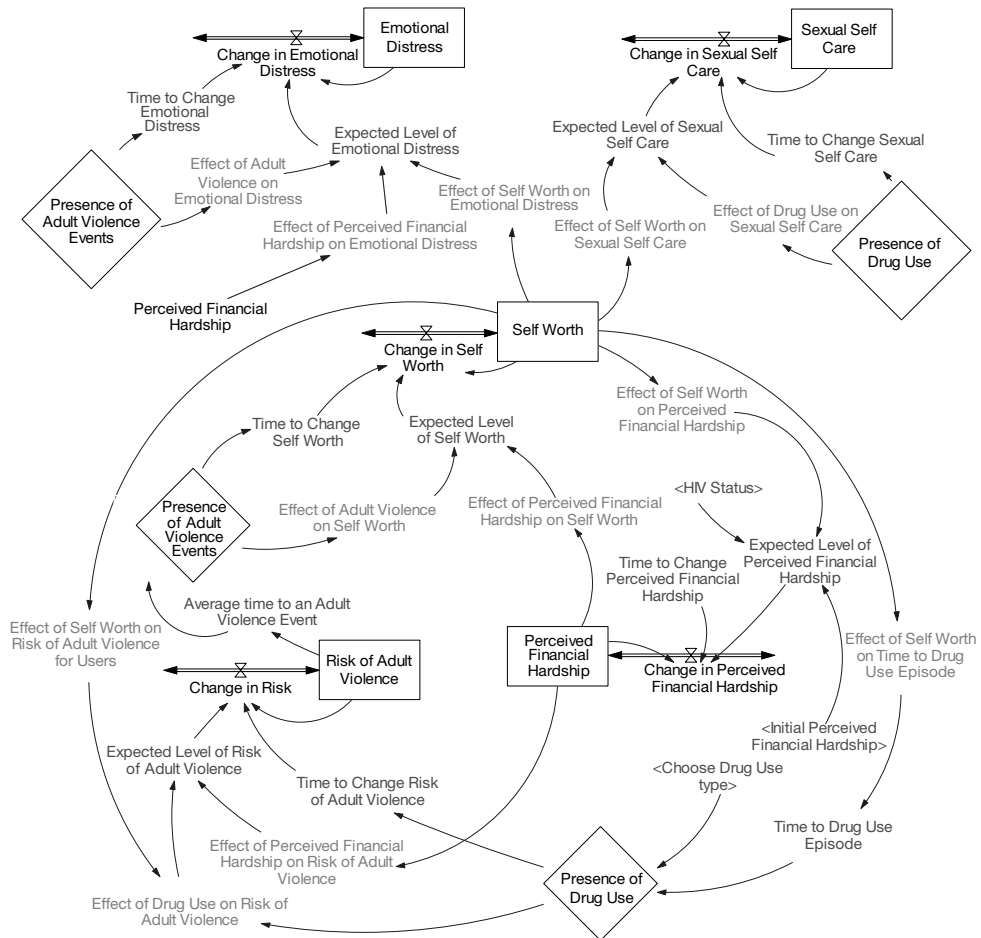 Emotional
Distress
Change in Emotional
Distress
Sexual Self
Care
Change in Sexual Self
Care
Time to Change
Emotional
Distress
Expected Level of
Emotional Distress
Expected Level of Sexual
Self Care
Time to Change Sexual
Self Care
Presence of
Adult Violence
Events
Effect of Adult
Violence on
Emotional Distress
Effect of Self Worth on
Emotional Distress
Effect of Perceived Financial
Hardship on Emotional Distress
Effect of Self Worth on
Sexual Self Care
Effect of Drug Use on
Sexual Self Care
Presence of
Drug Use
Perceived Financial
Hardship
Self Worth
Change in Self
Worth
Effect of Self Worth
on Perceived
Financial Hardship
Time to Change
Self Worth
Expected Level
of Self Worth
Presence
of Adult
Violence
Events
Effect of Adult Violence
on Self Worth
Effect of Perceived Financial
Hardship on Self Worth
<HIV Status>
Time to Change
Perceived Financial
Hardship
Expected Level of
Perceived Financial
Hardship
Average time to an Adult
Violence Event
Effect of Self Worth on
Risk of Adult Violence
for Users
Risk of Adult
Violence
Change in Risk
Perceived
Financial
Hardship
Change in Perceived
Financial Hardship
Effect of Self Worth
on Time to Drug
Use Episode
Expected Level of Risk
of Adult Violence
Time to Change Risk
of Adult Violence
<Initial Perceived
Financial Hardship>
<Choose Drug Use
type>
Time to Drug Use
Episode
Effect of Perceived Financial
Hardship on Risk of Adult
Violence
Presence of
Drug Use
Effect of Drug Use on Risk of
Adult Violence